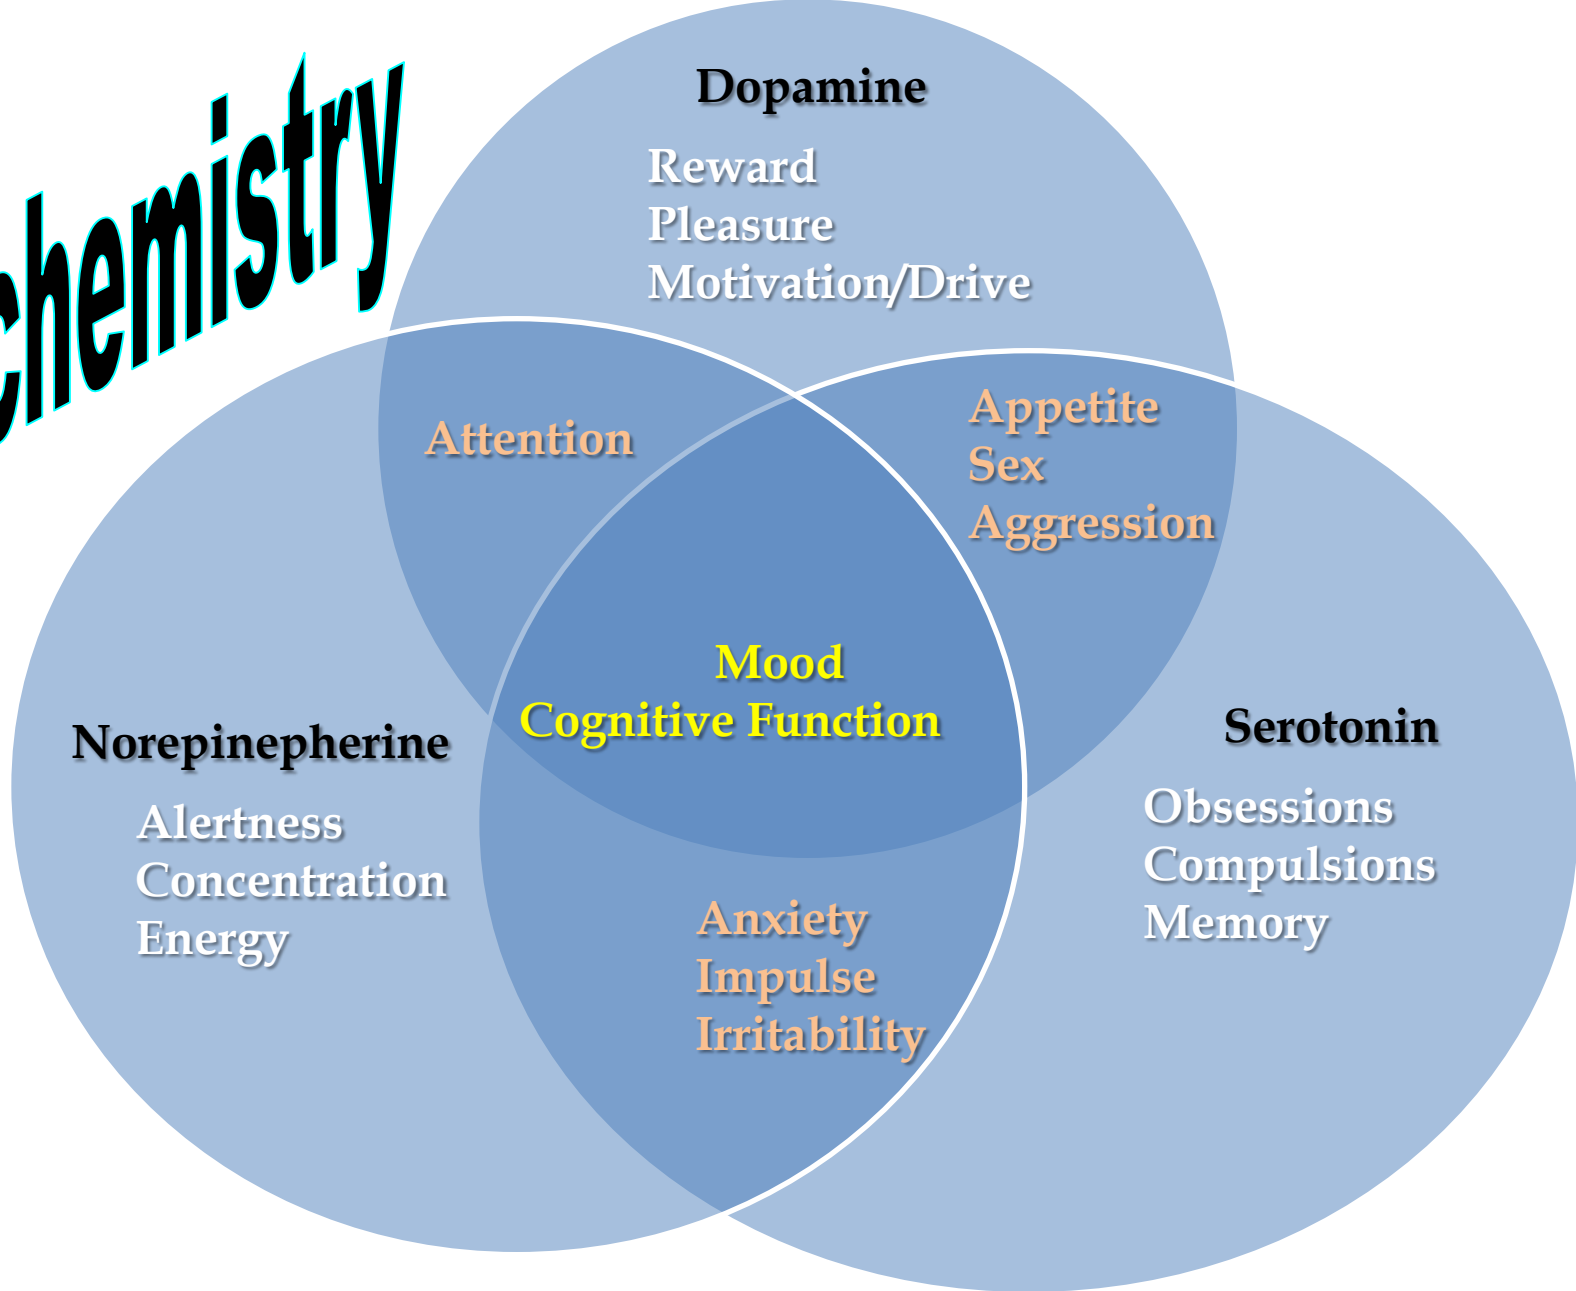 chemistry
Dopamine
Reward
Pleasure
Motivation/Drive
Attention
Appetite
Sex
Aggression
Mood
Cognitive Function
Norepinepherine
Alertness
Concentration
Energy
Serotonin
Obsessions
Compulsions
Memory
Anxiety
Impulse
Irritability